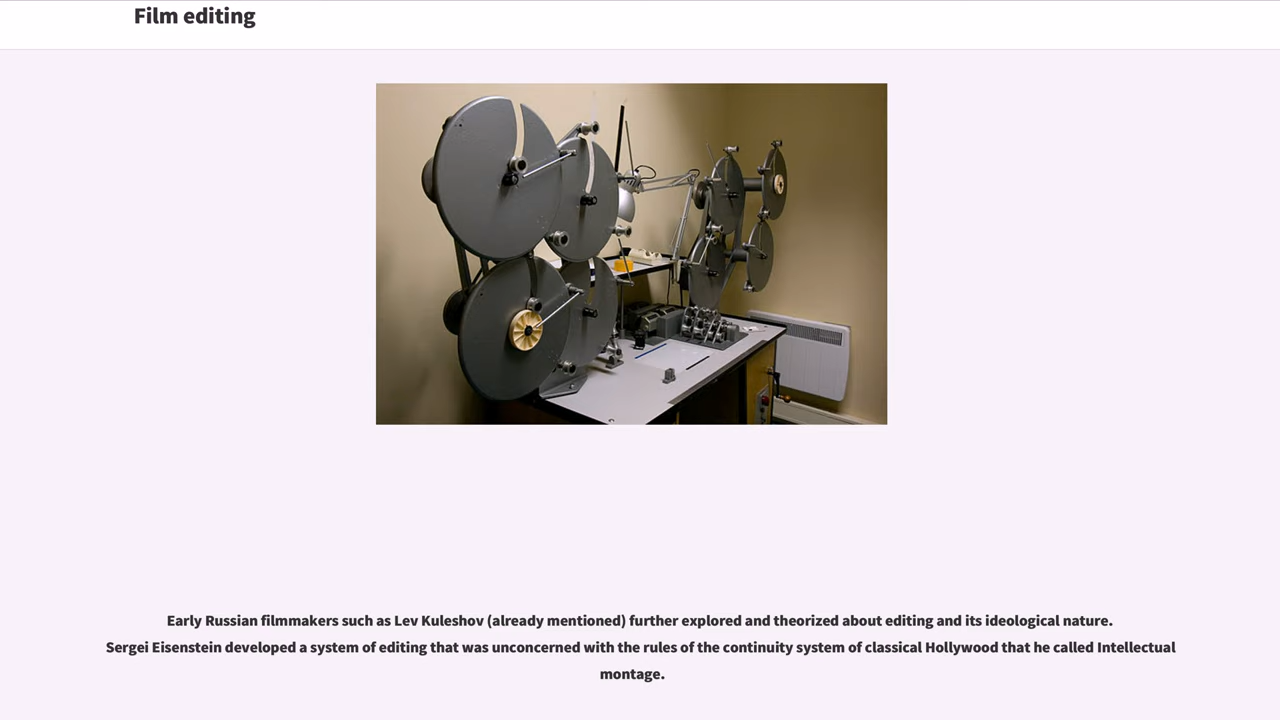 Film editing
Early Russian filmmakers such as Lev Kuleshov (already mentioned) further explored and theorized about editing and its ideological nature.
Sergei Eisenstein developed a system of editing that was unconcerned with the rules of the continuity system of classical Hollywood that he called Intellectual
montage.